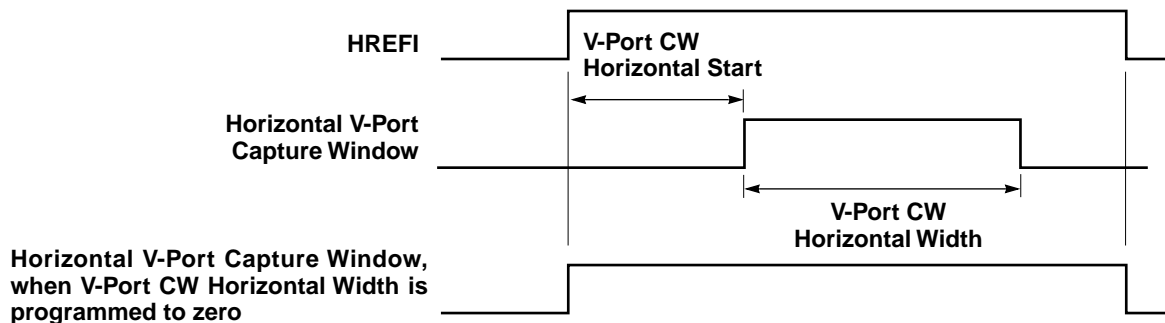 HREFI
V-Port CW
Horizontal Start
Horizontal V-Port
Capture Window
V-Port CW
Horizontal Width
Horizontal V-Port Capture Window,
when V-Port CW Horizontal Width is
programmed to zero